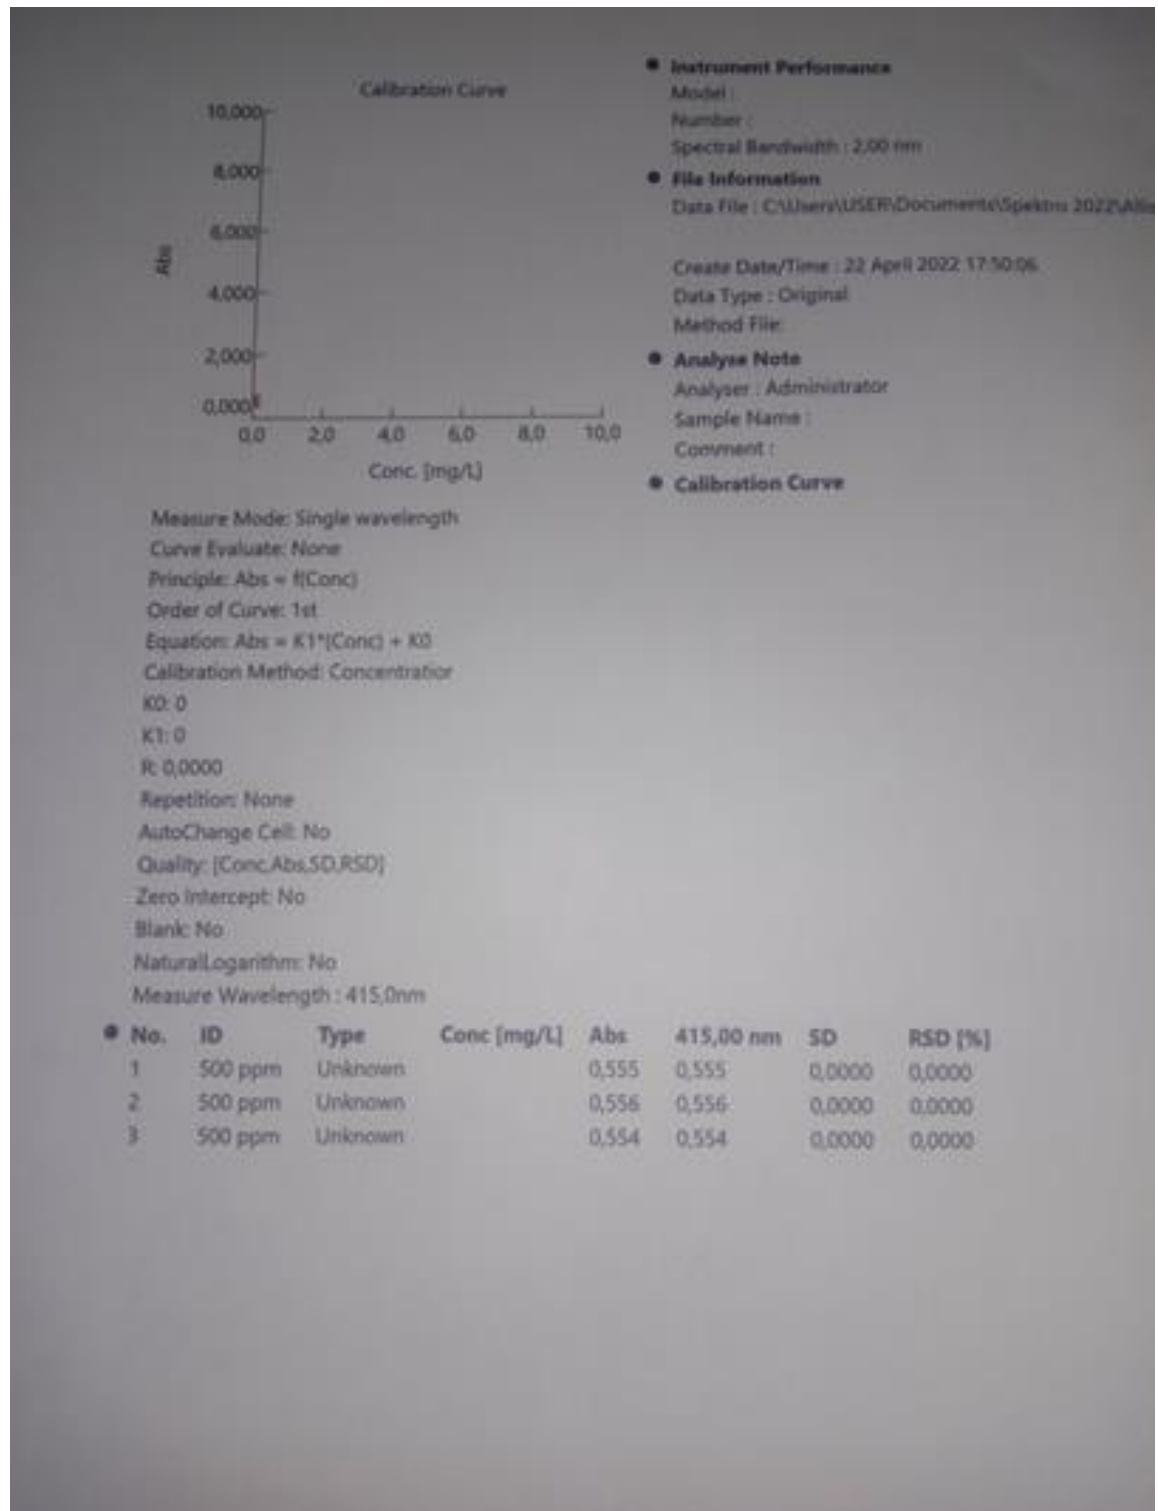 Calibration Curve
10,000
8,000
6,000
4,000
2,000
0,000
Abs
0,0 2,0 4,0 6,0 8,0 10,0
Conc. [mg/L]
● Instrument Performance
Model :
Number :
Spectral Bandwidth : 2,00 nm
● File Information
Data File : C:\Users\USER\Documents\Spektro 2022\
Create Date/Time : 22 April 2022 17:50:06
Data Type : Original
Method File:
● Analyse Note
Analyser : Administrator
Sample Name :
Comment :
● Calibration Curve
Measure Mode: Single wavelength
Curve Evaluate: None
Principle: Abs = f(Conc)
Order of Curve: 1st
Equation: Abs = K1*(Conc) + K0
Calibration Method: Concentration
K0: 0
K1: 0
R: 0,0000
Repetition: None
AutoChange Cell: No
Quality: [Conc,Abs,SD,RSD]
Zero Intercept: No
Blank: No
NaturalLogarithm: No
Measure Wavelength : 415,0nm
● No. ID Type Conc [mg/L] Abs 415,00 nm SD RSD [%]
1 500 ppm Unknown 0,555 0,555 0,0000 0,0000
2 500 ppm Unknown 0,556 0,556 0,0000 0,0000
3 500 ppm Unknown 0,554 0,554 0,0000 0,0000